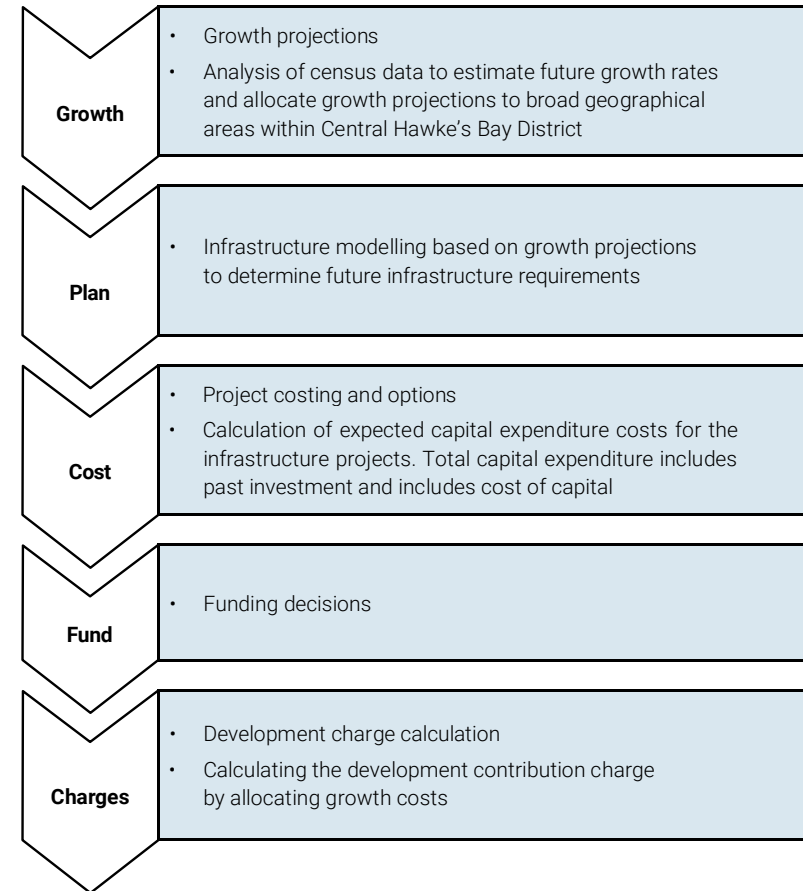 Growth
• Growth projections
• Analysis of census data to estimate future growth rates
and allocate growth projections to broad geographical
areas within Central Hawke's Bay District
Plan
• Infrastructure modelling based on growth projections
to determine future infrastructure requirements
Cost
• Project costing and options
• Calculation of expected capital expenditure costs for the
infrastructure projects. Total capital expenditure includes
past investment and includes cost of capital
Fund
• Funding decisions
Charges
• Development charge calculation
• Calculating the development contribution charge
by allocating growth costs